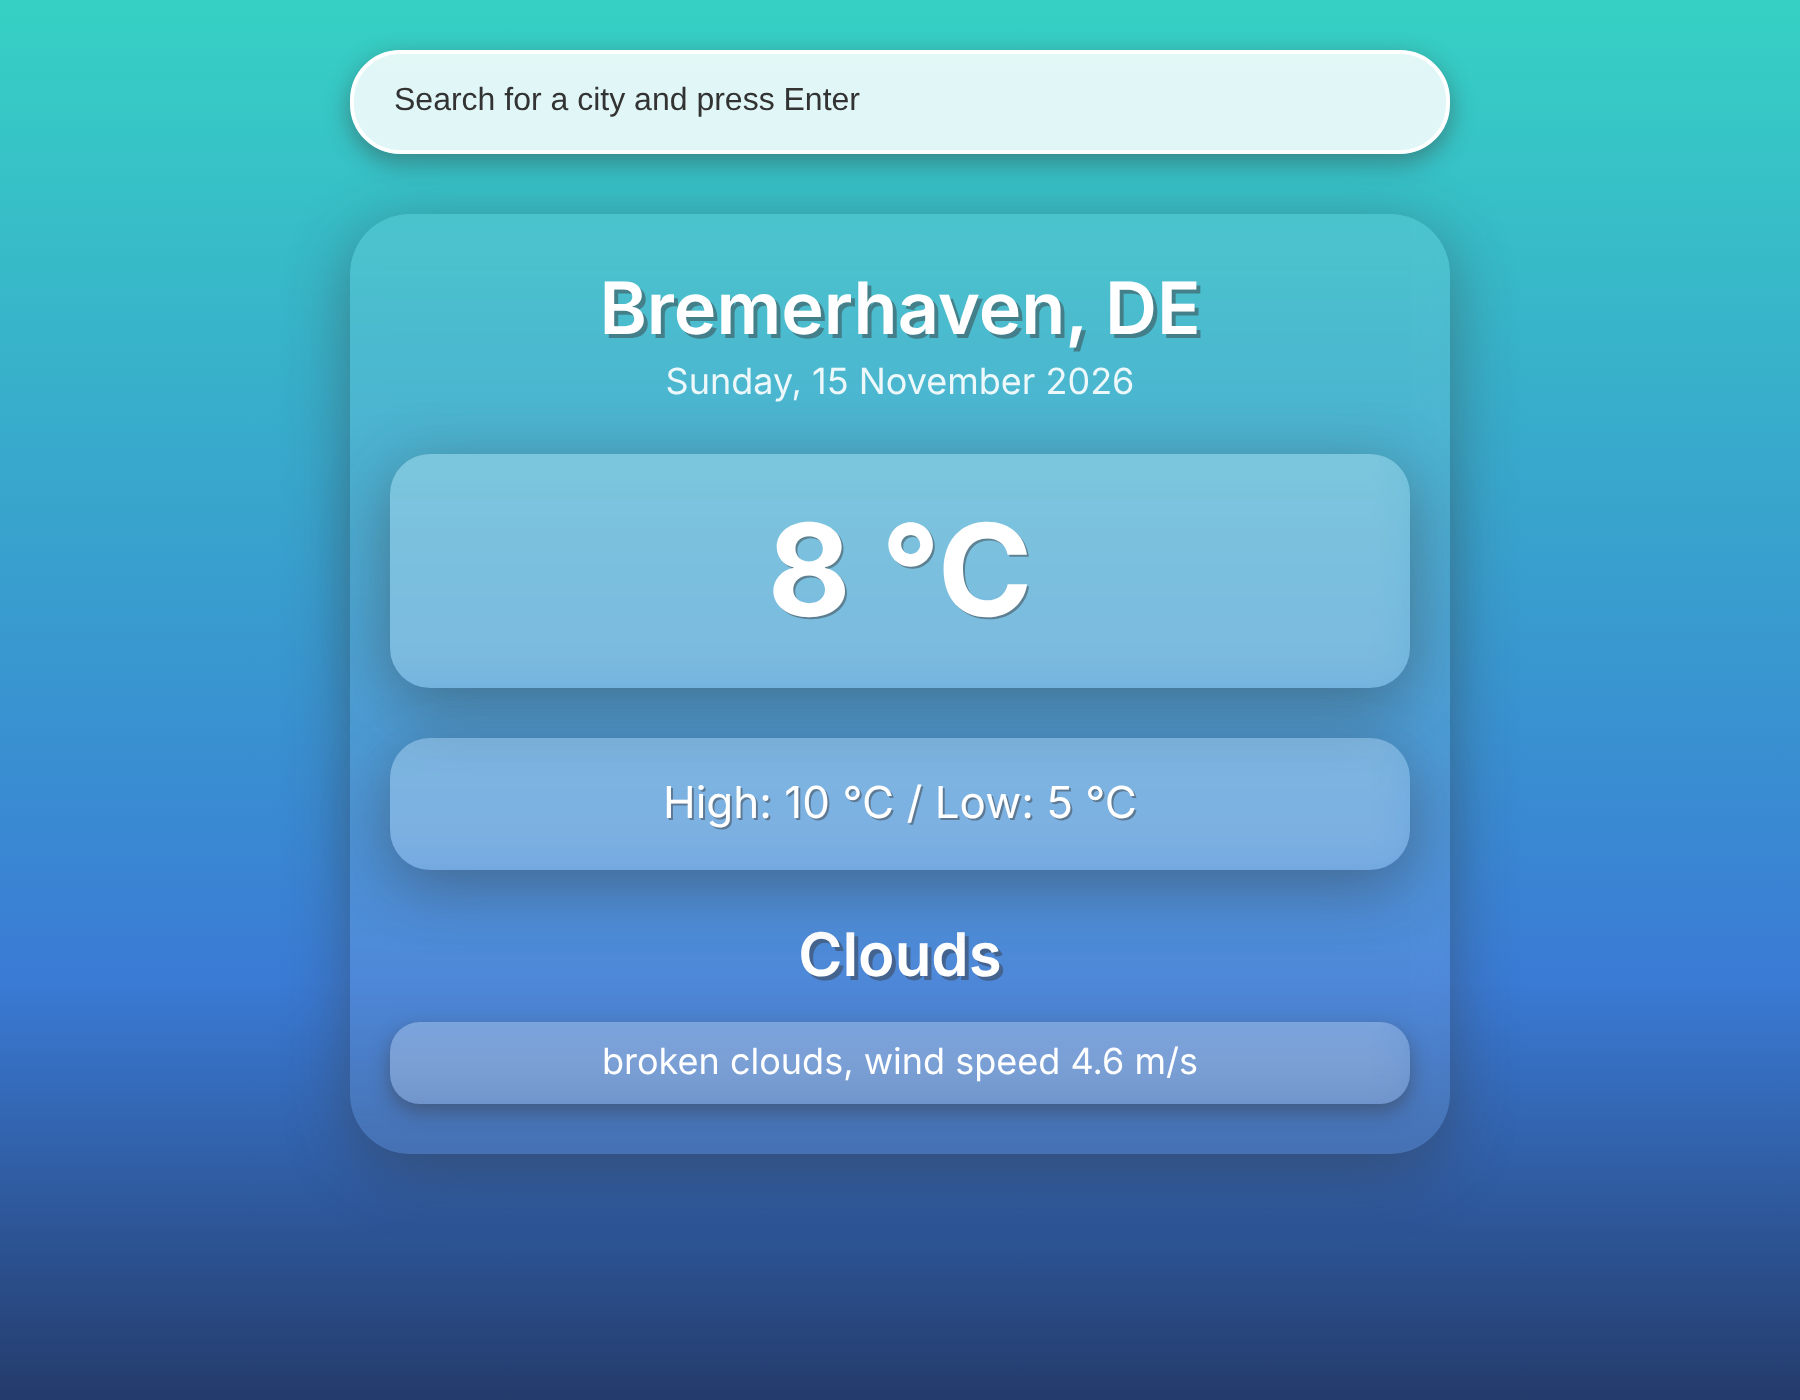 Search for a city and press Enter
Bremerhaven, DE
Sunday, 15 November 2026
8 °C
High: 10 °C / Low: 5 °C
Clouds
broken clouds, wind speed 4.6 m/s